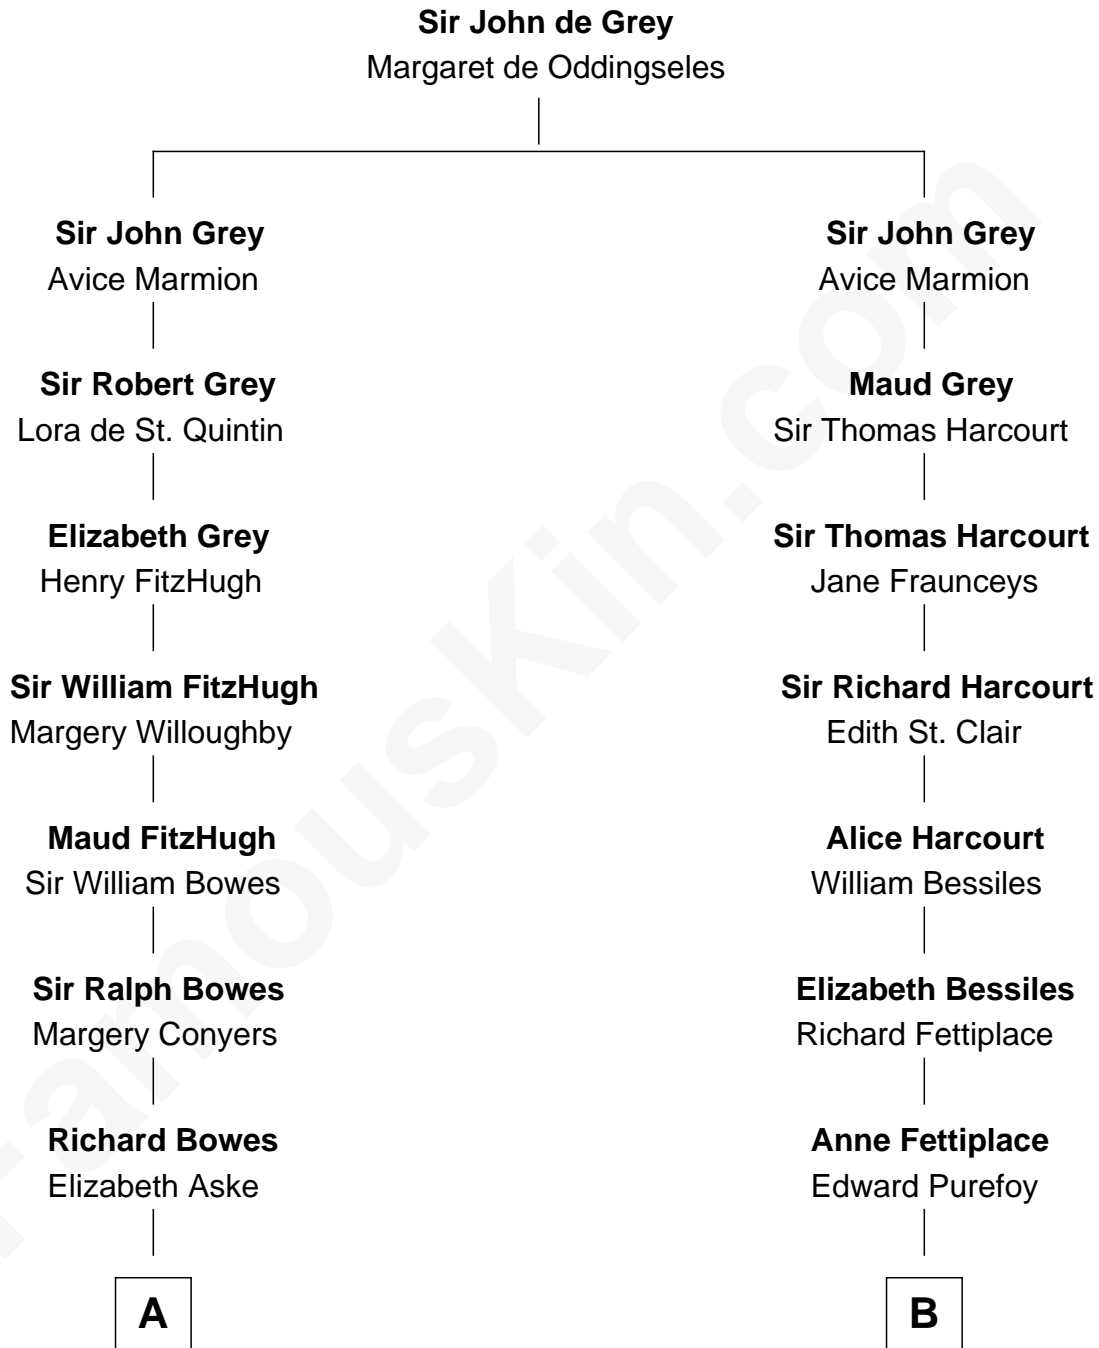 Sir John de Grey
Margaret de Oddingseles
Sir John Grey
Avice Marmion
Sir John Grey
Avice Marmion
Sir Robert Grey
Lora de St. Quintin
Maud Grey
Sir Thomas Harcourt
Elizabeth Grey
Henry FitzHugh
Sir Thomas Harcourt
Jane Fraunceys
Sir William FitzHugh
Margery Willoughby
Sir Richard Harcourt
Edith St. Clair
Maud FitzHugh
Sir William Bowes
Alice Harcourt
William Bessiles
Sir Ralph Bowes
Margery Conyers
Elizabeth Bessiles
Richard Fettiplace
Richard Bowes
Elizabeth Aske
Anne Fettiplace
Edward Purefoy
A
B
FamousKin.com